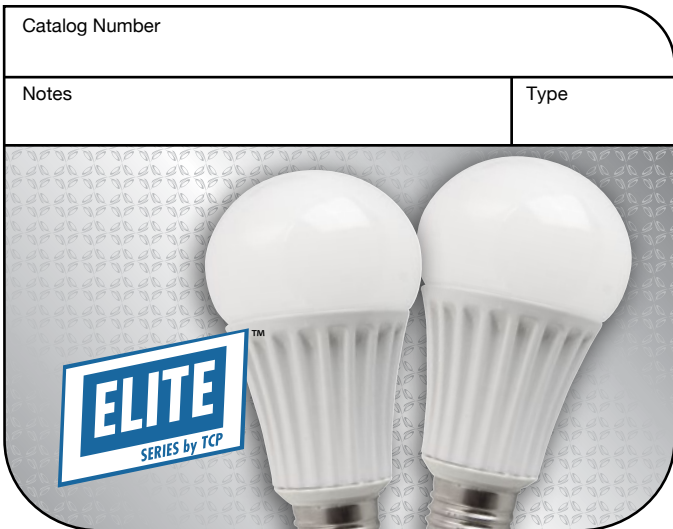 Catalog Number
Notes
Type
ELITE
™
SERIES by TCP